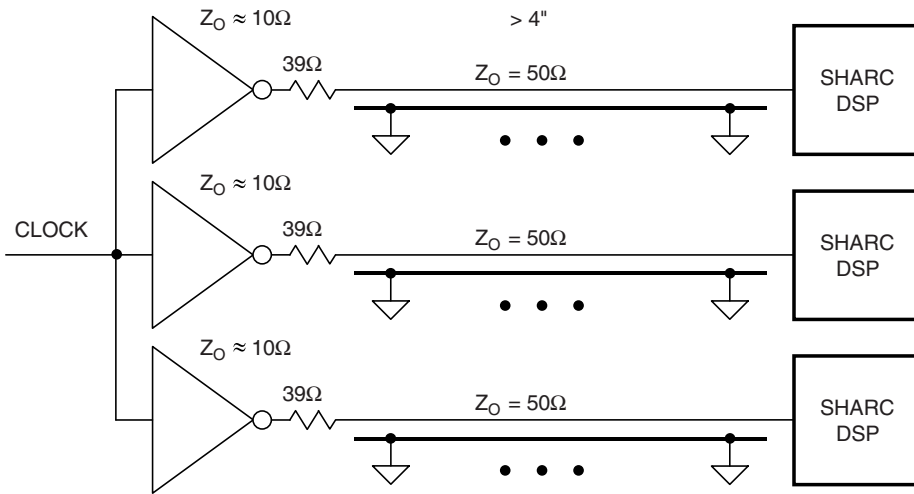 Z_O ≈ 10Ω
> 4"
39Ω
Z_O = 50Ω
SHARC
DSP
Z_O ≈ 10Ω
CLOCK
39Ω
Z_O = 50Ω
SHARC
DSP
Z_O ≈ 10Ω
39Ω
Z_O = 50Ω
SHARC
DSP